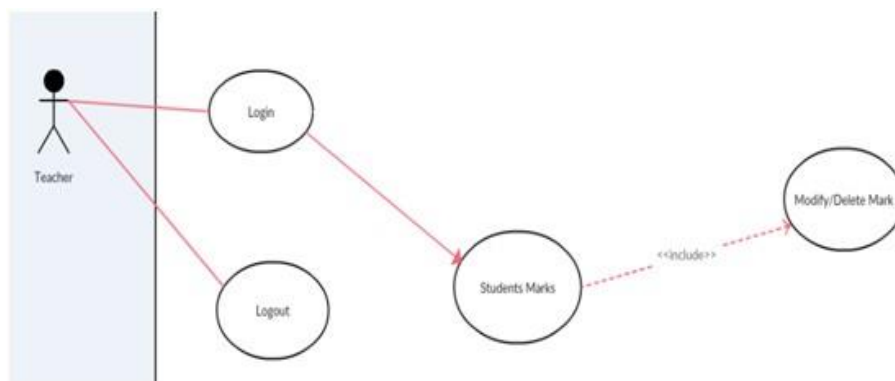 Login
Teacher
Modify/Delete Mark
<<include>>
Students Marks
Logout